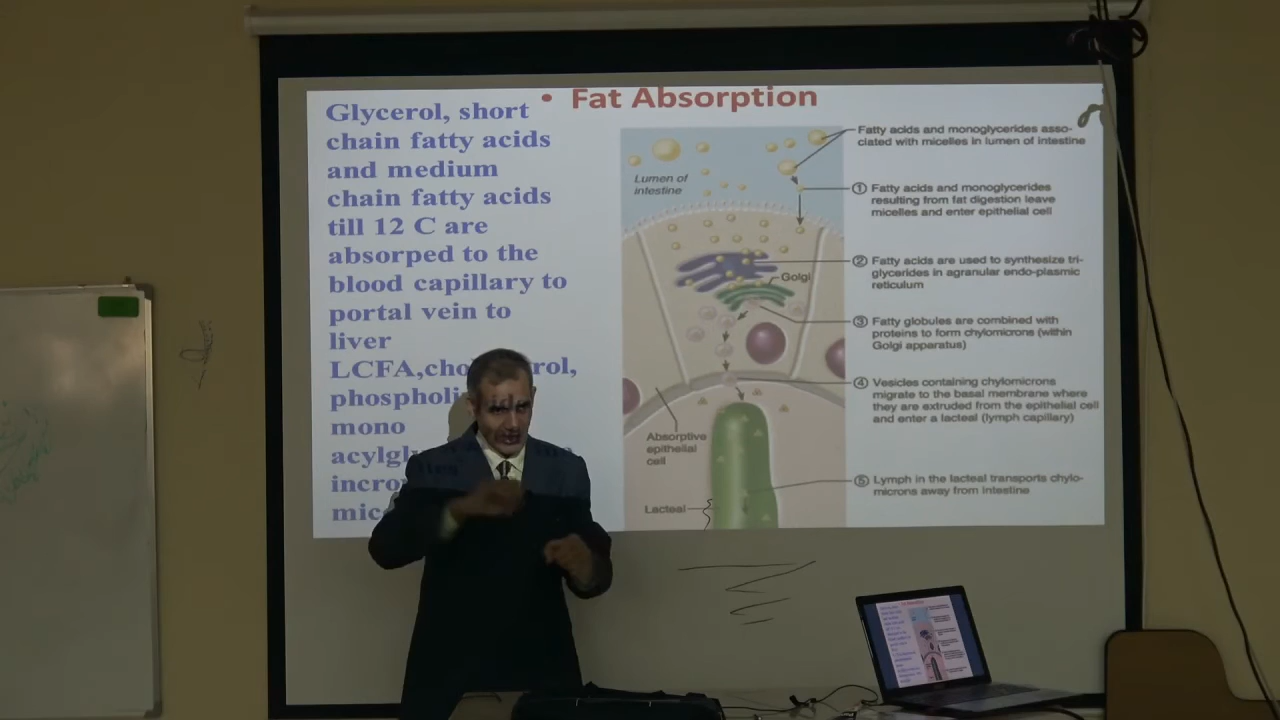 • Fat Absorption
Glycerol, short
chain fatty acids
and medium
chain fatty acids
till 12 C are
absorped to the
blood capillary to
portal vein to
liver
LCFA,
mono
Lumen of
intestine
Golgi
Absorptive
epithelial
cell
Lacteal
Fatty acids and monoglycerides asso-
ciated with micelles in lumen of intestine
① Fatty acids and monoglycerides
resulting from fat digestion leave
micelles and enter epithelial cell
② Fatty acids are used to synthesize tri-
glycerides in agranular endo-plasmic
reticulum
③ Fatty globules are combined with
proteins to form chylomicrons (within
Golgi apparatus)
④ Vesicles containing chylomicrons
migrate to the basal membrane where
they are extruded from the epithelial cell
and enter a lacteal (lymph capillary)
⑤ Lymph in the lacteal transports chylo-
microns away from intestine